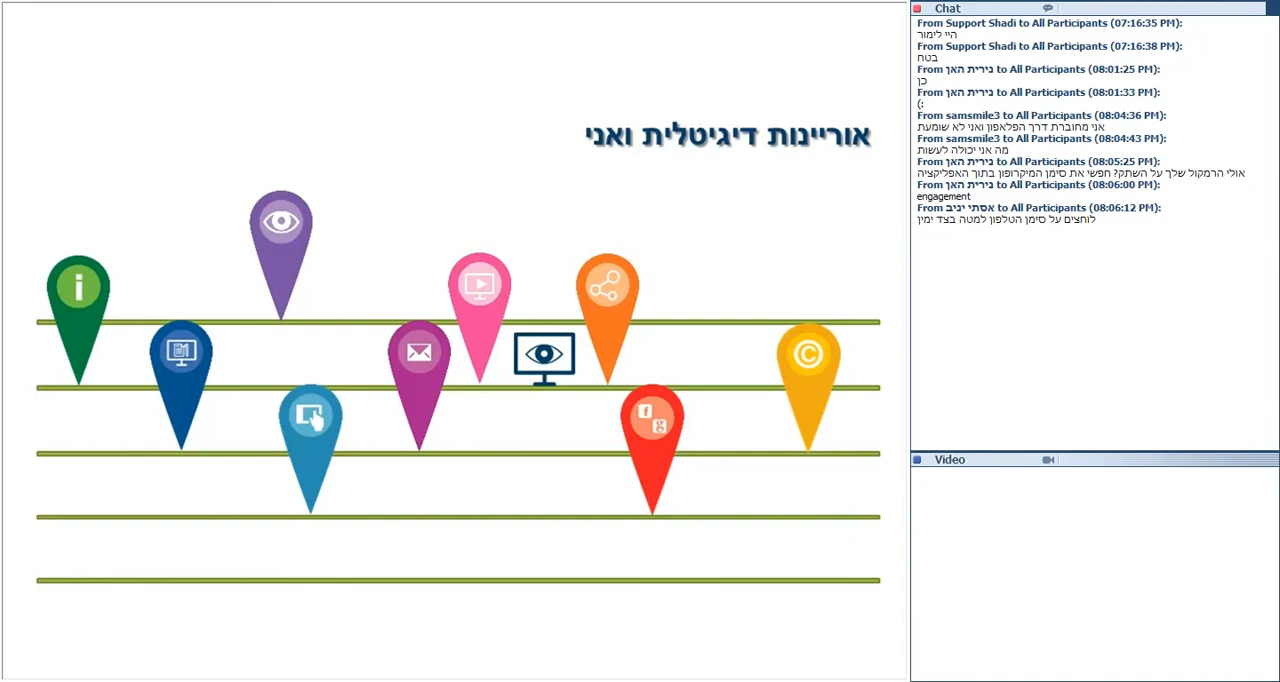 אוריינות דיגיטלית ואני
i
f
g
©
Chat
From Support Shadi to All Participants (07:16:35 PM):
היי לימור
From Support Shadi to All Participants (07:16:38 PM):
בטח
From נירית האן to All Participants (08:01:25 PM):
כן
From נירית האן to All Participants (08:01:33 PM):
(:
From samsmile3 to All Participants (08:04:36 PM):
אני מחוברת דרך הפלאפון ואני לא שומעת
From samsmile3 to All Participants (08:04:43 PM):
מה אני יכולה לעשות
From נירית האן to All Participants (08:05:25 PM):
אולי הרמקול שלך על השתק? חפשי את סימן המיקרופון בתוך האפליקציה
From נירית האן to All Participants (08:06:00 PM):
engagement
From אסתי יניב to All Participants (08:06:12 PM):
לוחצים על סימן הטלפון למטה בצד ימין
Video